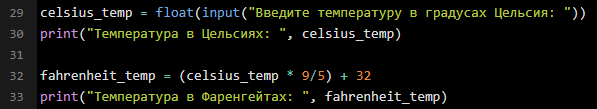 29 celsius_temp = float(input("Введите температуру в градусах Цельсия: "))
30 print("Температура в Цельсиях: ", celsius_temp)
31
32 fahrenheit_temp = (celsius_temp * 9/5) + 32
33 print("Температура в Фаренгейтах: ", fahrenheit_temp)